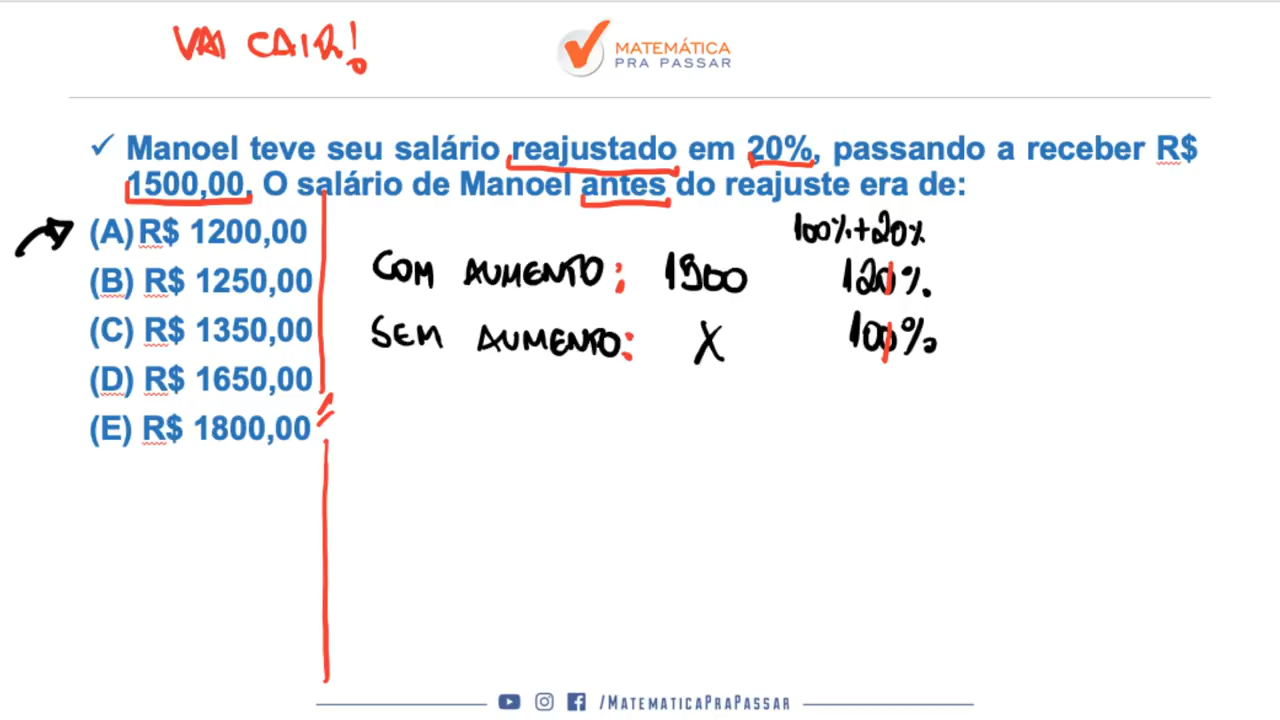 VAI CAIR!
MATEMÁTICA
PRA PASSAR
✓ Manoel teve seu salário reajustado em 20%, passando a receber R$
1500,00. O salário de Manoel antes do reajuste era de:
(A) R$ 1200,00
(B) R$ 1250,00
(C) R$ 1350,00
(D) R$ 1650,00
(E) R$ 1800,00
100%+20%
COM AUMENTO: 1500 120%.
SEM AUMENTO: X 100%
/MATEMATICAPRAPASSAR